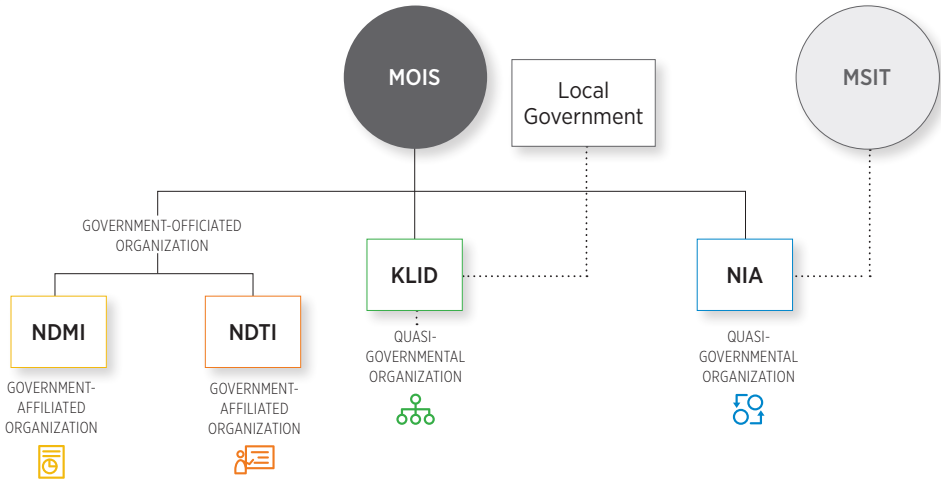 MOIS
Local
Government
MSIT
GOVERNMENT-OFFICIATED
ORGANIZATION
KLID
NIA
NDMI
NDTI
QUASI-
GOVERNMENTAL
ORGANIZATION
QUASI-
GOVERNMENTAL
ORGANIZATION
GOVERNMENT-
AFFILIATED
ORGANIZATION
GOVERNMENT-
AFFILIATED
ORGANIZATION